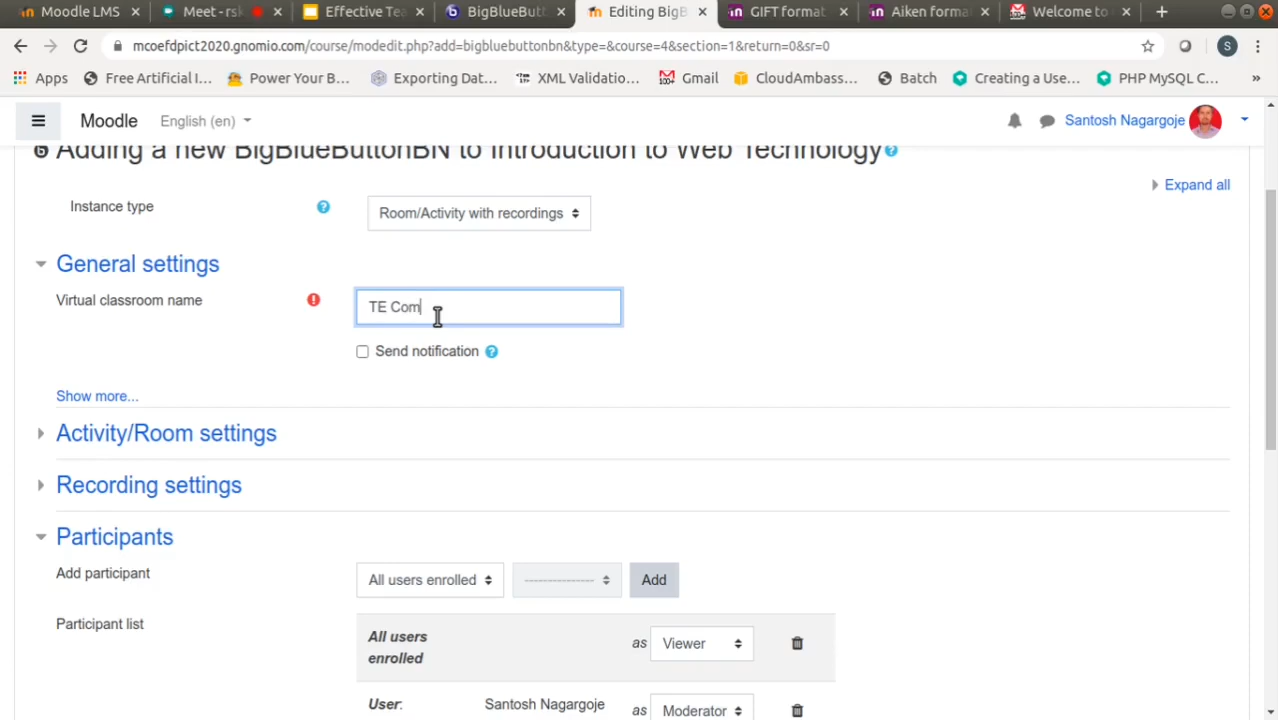 Moodle LMS
Meet - rsk
Effective Tea
BigBlueButt
Editing BigB
GIFT format
Aiken forma
Welcome to
mcoefdpict2020.gnomio.com/course/modedit.php?add=bigbluebuttonbn&type=&course=4&section=1&return=0&sr=0
S
Apps
Free Artificial I...
Power Your B...
Exporting Dat...
XML Validatio...
Gmail
CloudAmbass...
Batch
Creating a Use...
PHP MySQL C...
»
Moodle
English (en)
Santosh Nagargoje
Adding a new BigBlueButtonBN to Introduction to Web Technology
Expand all
Instance type
Room/Activity with recordings
General settings
Virtual classroom name
TE Com
Send notification
Show more...
Activity/Room settings
Recording settings
Participants
Add participant
All users enrolled
---------------
Add
Participant list
All users
enrolled
as
Viewer
User:
Santosh Nagargoje
as
Moderator